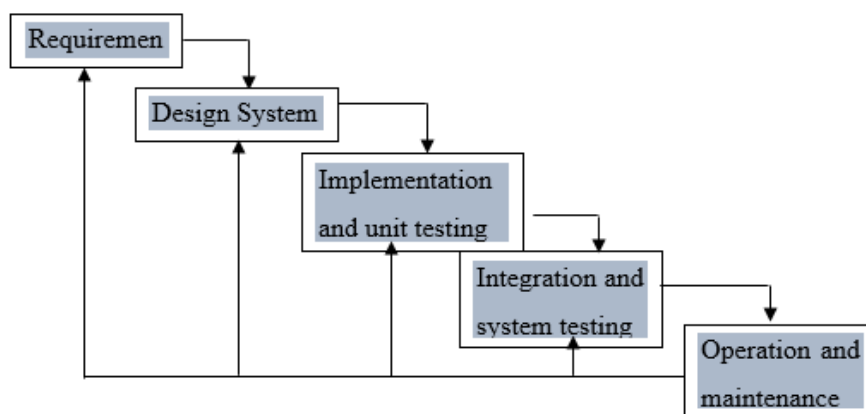 Requiremen
Design System
Implementation
and unit testing
Integration and
system testing
Operation and
maintenance